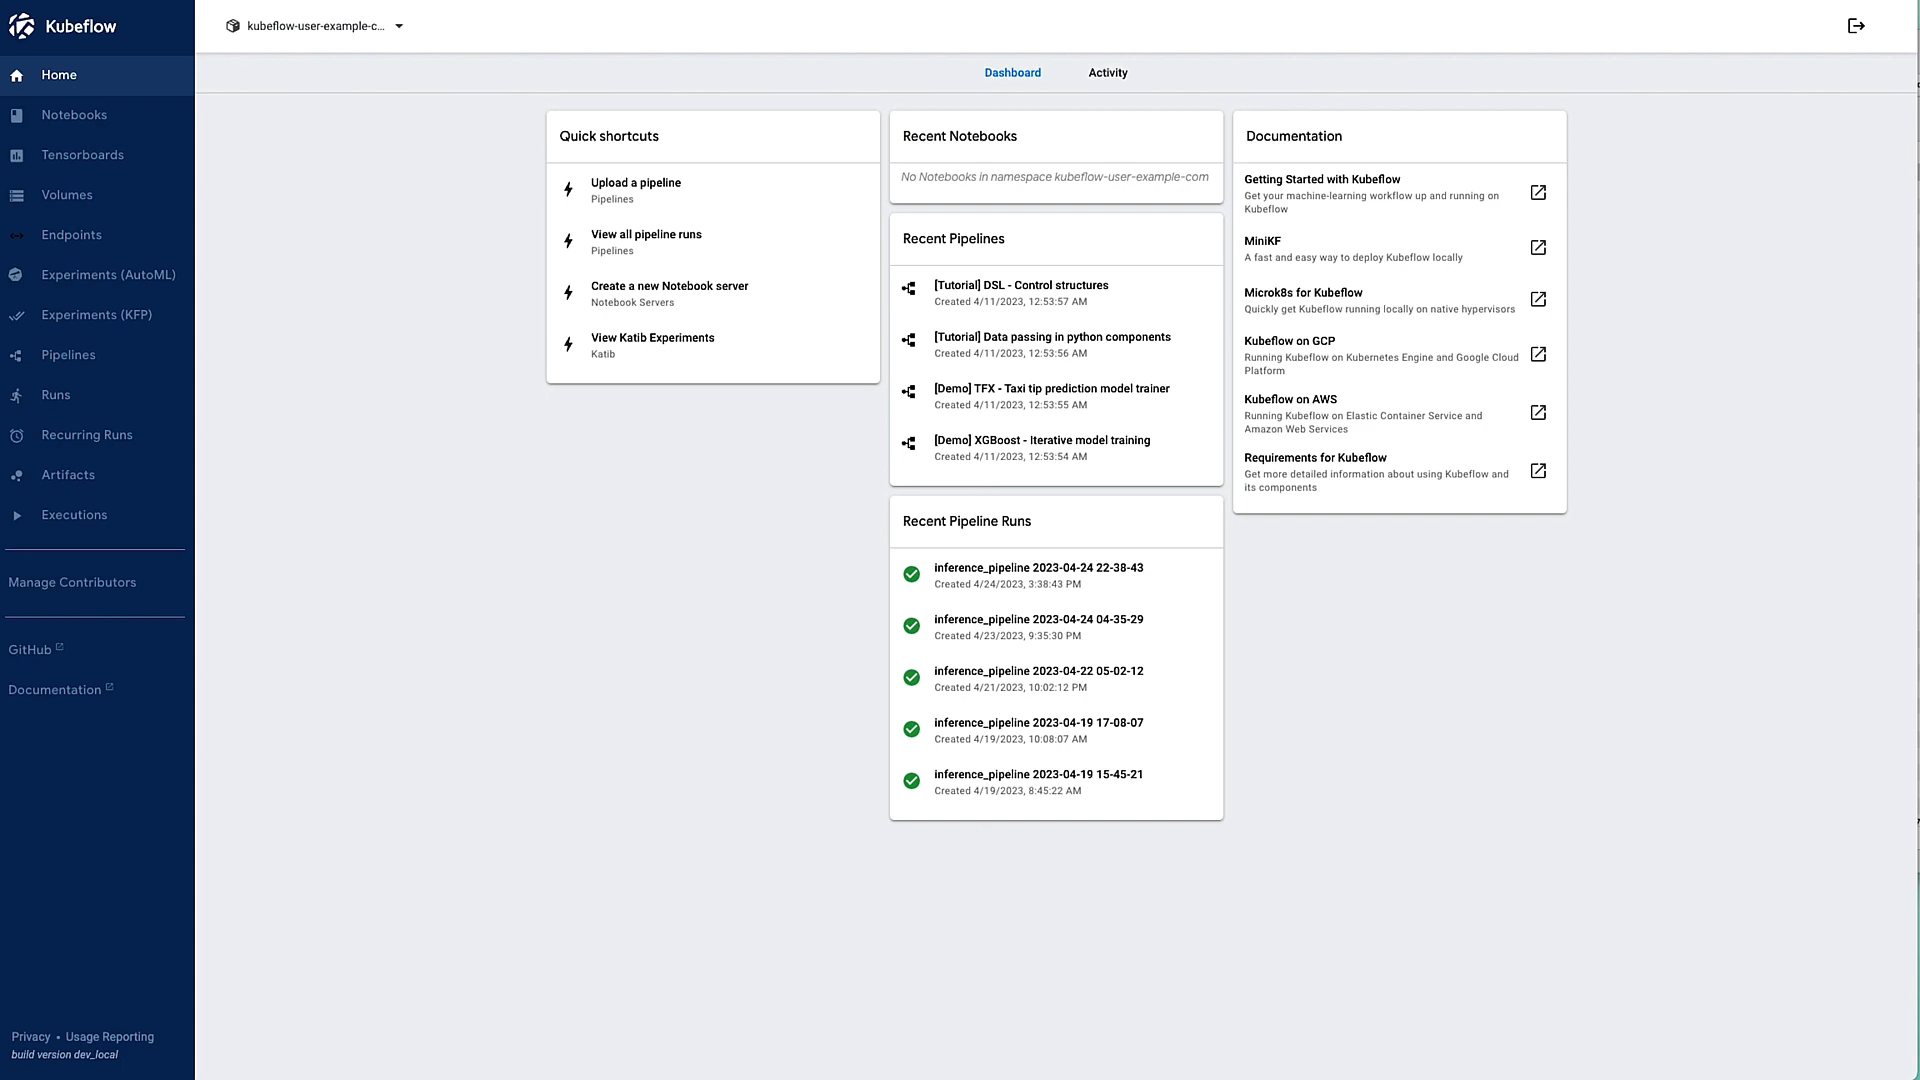 Kubeflow
Home
Notebooks
Tensorboards
Volumes
Endpoints
Experiments (AutoML)
Experiments (KFP)
Pipelines
Runs
Recurring Runs
Artifacts
Executions
Manage Contributors
GitHub
Documentation
Privacy • Usage Reporting
build version dev_local
kubeflow-user-example-c...
Dashboard
Activity
Quick shortcuts
Upload a pipeline
Pipelines
View all pipeline runs
Pipelines
Create a new Notebook server
Notebook Servers
View Katib Experiments
Katib
Recent Notebooks
No Notebooks in namespace kubeflow-user-example-com
Recent Pipelines
[Tutorial] DSL - Control structures
Created 4/11/2023, 12:53:57 AM
[Tutorial] Data passing in python components
Created 4/11/2023, 12:53:56 AM
[Demo] TFX - Taxi tip prediction model trainer
Created 4/11/2023, 12:53:55 AM
[Demo] XGBoost - Iterative model training
Created 4/11/2023, 12:53:54 AM
Recent Pipeline Runs
inference_pipeline 2023-04-24 22-38-43
Created 4/24/2023, 3:38:43 PM
inference_pipeline 2023-04-24 04-35-29
Created 4/23/2023, 9:35:30 PM
inference_pipeline 2023-04-22 05-02-12
Created 4/21/2023, 10:02:12 PM
inference_pipeline 2023-04-19 17-08-07
Created 4/19/2023, 10:08:07 AM
inference_pipeline 2023-04-19 15-45-21
Created 4/19/2023, 8:45:22 AM
Documentation
Getting Started with Kubeflow
Get your machine-learning workflow up and running on
Kubeflow
MiniKF
A fast and easy way to deploy Kubeflow locally
Microk8s for Kubeflow
Quickly get Kubeflow running locally on native hypervisors
Kubeflow on GCP
Running Kubeflow on Kubernetes Engine and Google Cloud
Platform
Kubeflow on AWS
Running Kubeflow on Elastic Container Service and
Amazon Web Services
Requirements for Kubeflow
Get more detailed information about using Kubeflow and
its components